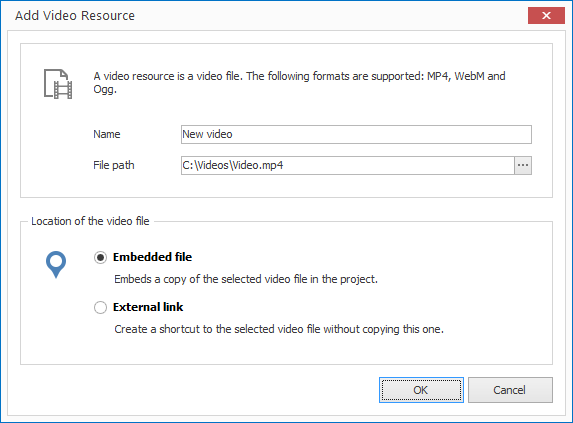 Add Video Resource
A video resource is a video file. The following formats are supported: MP4, WebM and
Ogg.
Name
New video
File path
C:\Videos\Video.mp4
...
Location of the video file
Embedded file
Embeds a copy of the selected video file in the project.
External link
Create a shortcut to the selected video file without copying this one.
OK
Cancel